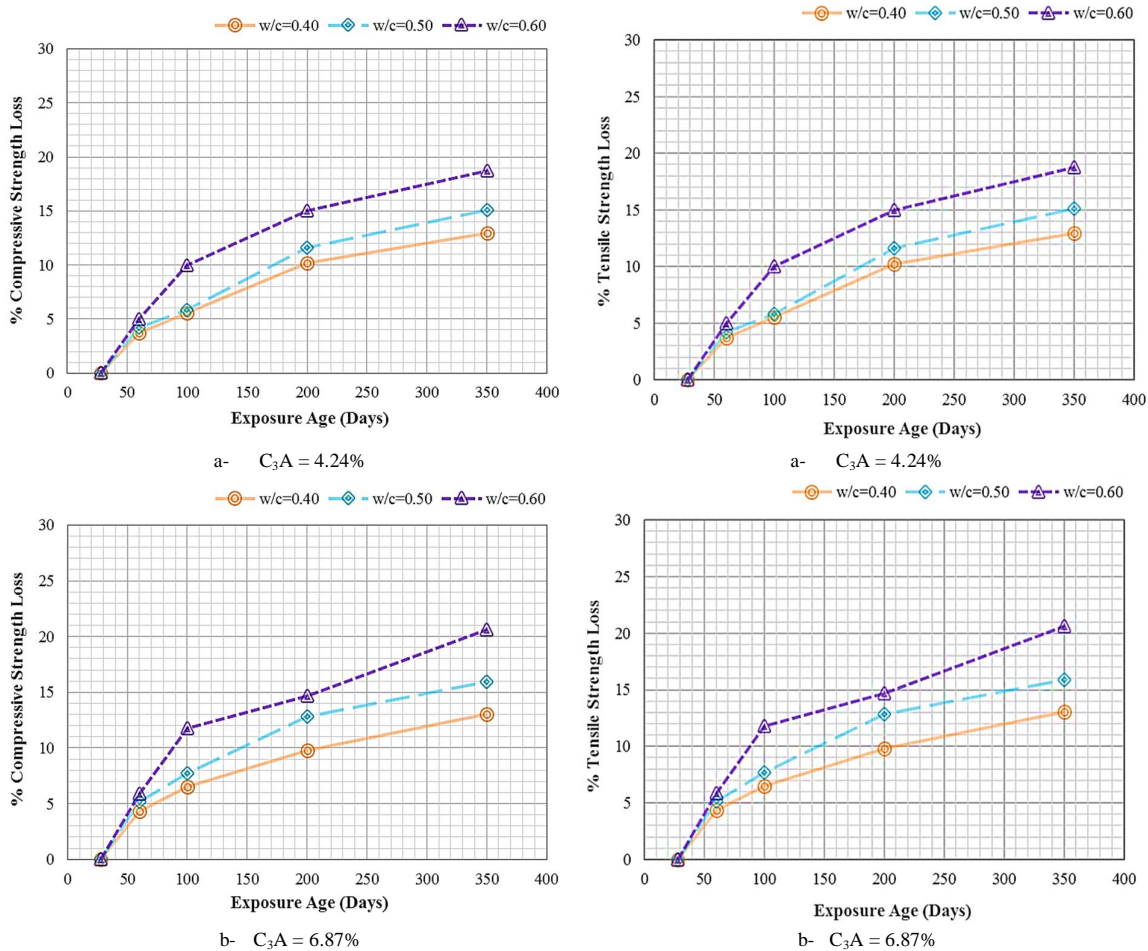 w/c=0.40 w/c=0.50 w/c=0.60
30
25
20
15
10
5
0
% Compressive Strength Loss
0 50 100 150 200 250 300 350 400
Exposure Age (Days)
a- C₃A = 4.24%
w/c=0.40 w/c=0.50 w/c=0.60
30
25
20
15
10
5
0
% Tensile Strength Loss
0 50 100 150 200 250 300 350 400
Exposure Age (Days)
a- C₃A = 4.24%
w/c=0.40 w/c=0.50 w/c=0.60
30
25
20
15
10
5
0
% Compressive Strength Loss
0 50 100 150 200 250 300 350 400
Exposure Age (Days)
b- C₃A = 6.87%
w/c=0.40 w/c=0.50 w/c=0.60
30
25
20
15
10
5
0
% Tensile Strength Loss
0 50 100 150 200 250 300 350 400
Exposure Age (Days)
b- C₃A = 6.87%